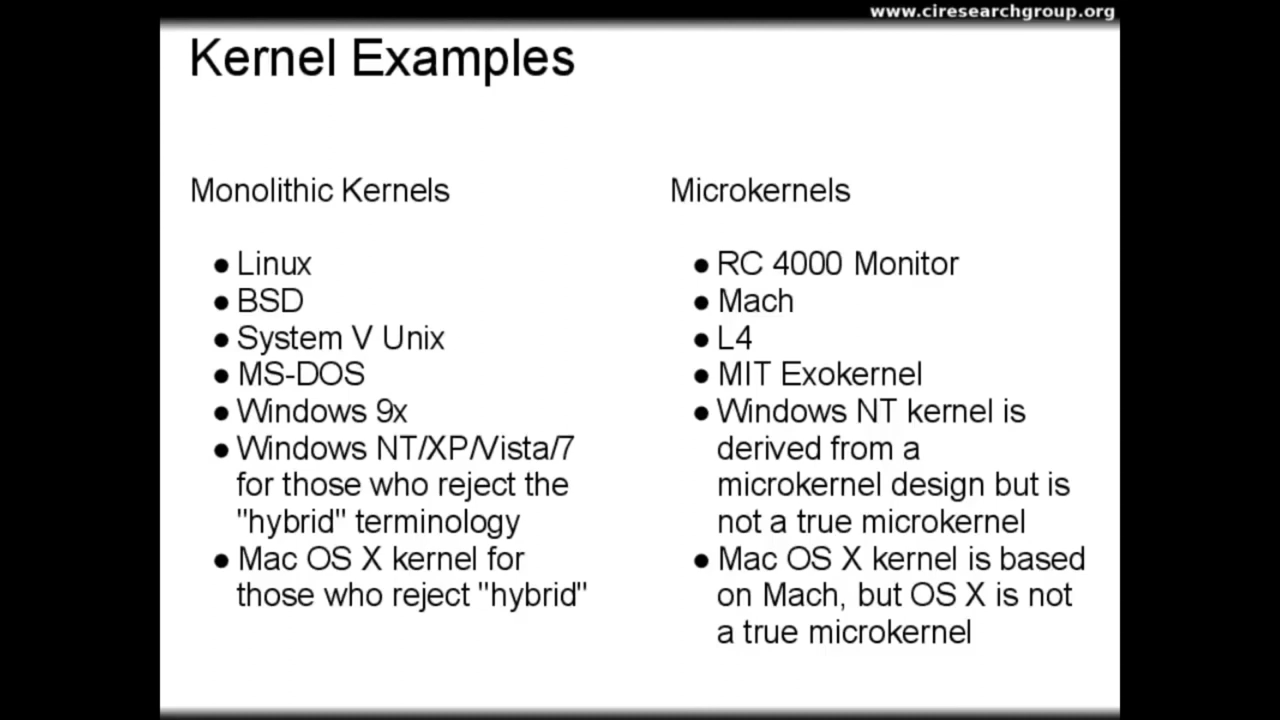 www.ciresearchgroup.org
Kernel Examples
Monolithic Kernels
● Linux
● BSD
● System V Unix
● MS-DOS
● Windows 9x
● Windows NT/XP/Vista/7
for those who reject the
"hybrid" terminology
● Mac OS X kernel for
those who reject "hybrid"
Microkernels
● RC 4000 Monitor
● Mach
● L4
● MIT Exokernel
● Windows NT kernel is
derived from a
microkernel design but is
not a true microkernel
● Mac OS X kernel is based
on Mach, but OS X is not
a true microkernel